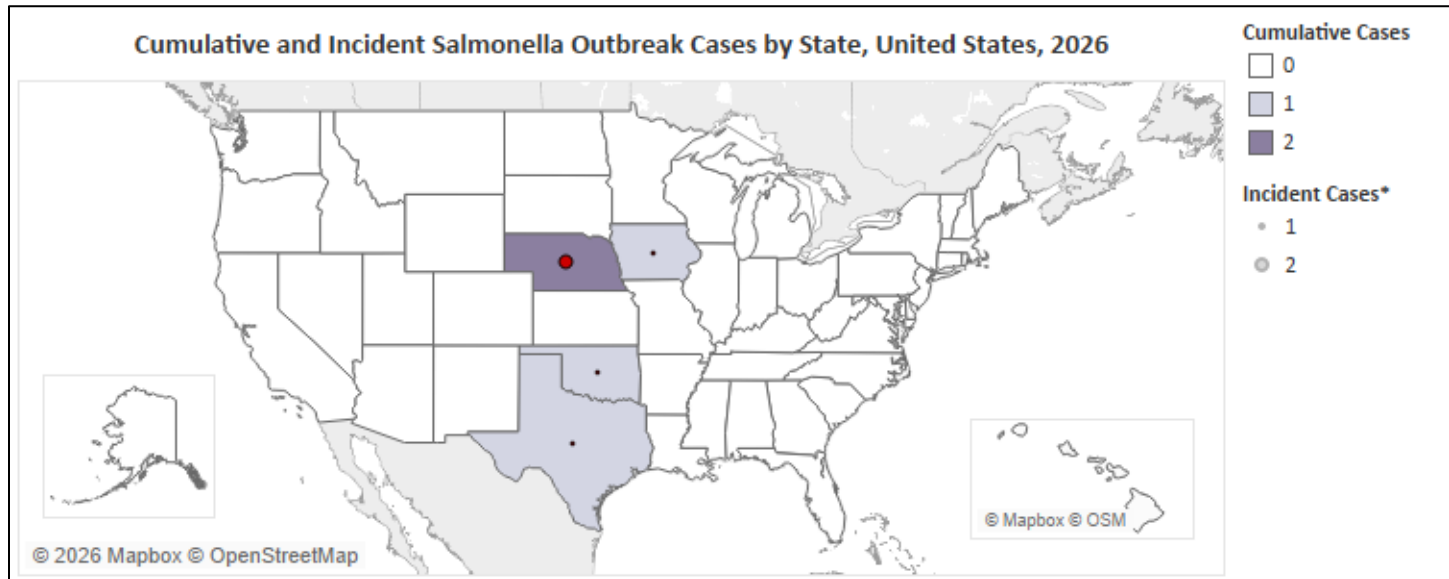 Cumulative and Incident Salmonella Outbreak Cases by State, United States, 2026
Cumulative Cases
0
1
2
Incident Cases*
1
2
© Mapbox © OSM
© 2026 Mapbox © OpenStreetMap